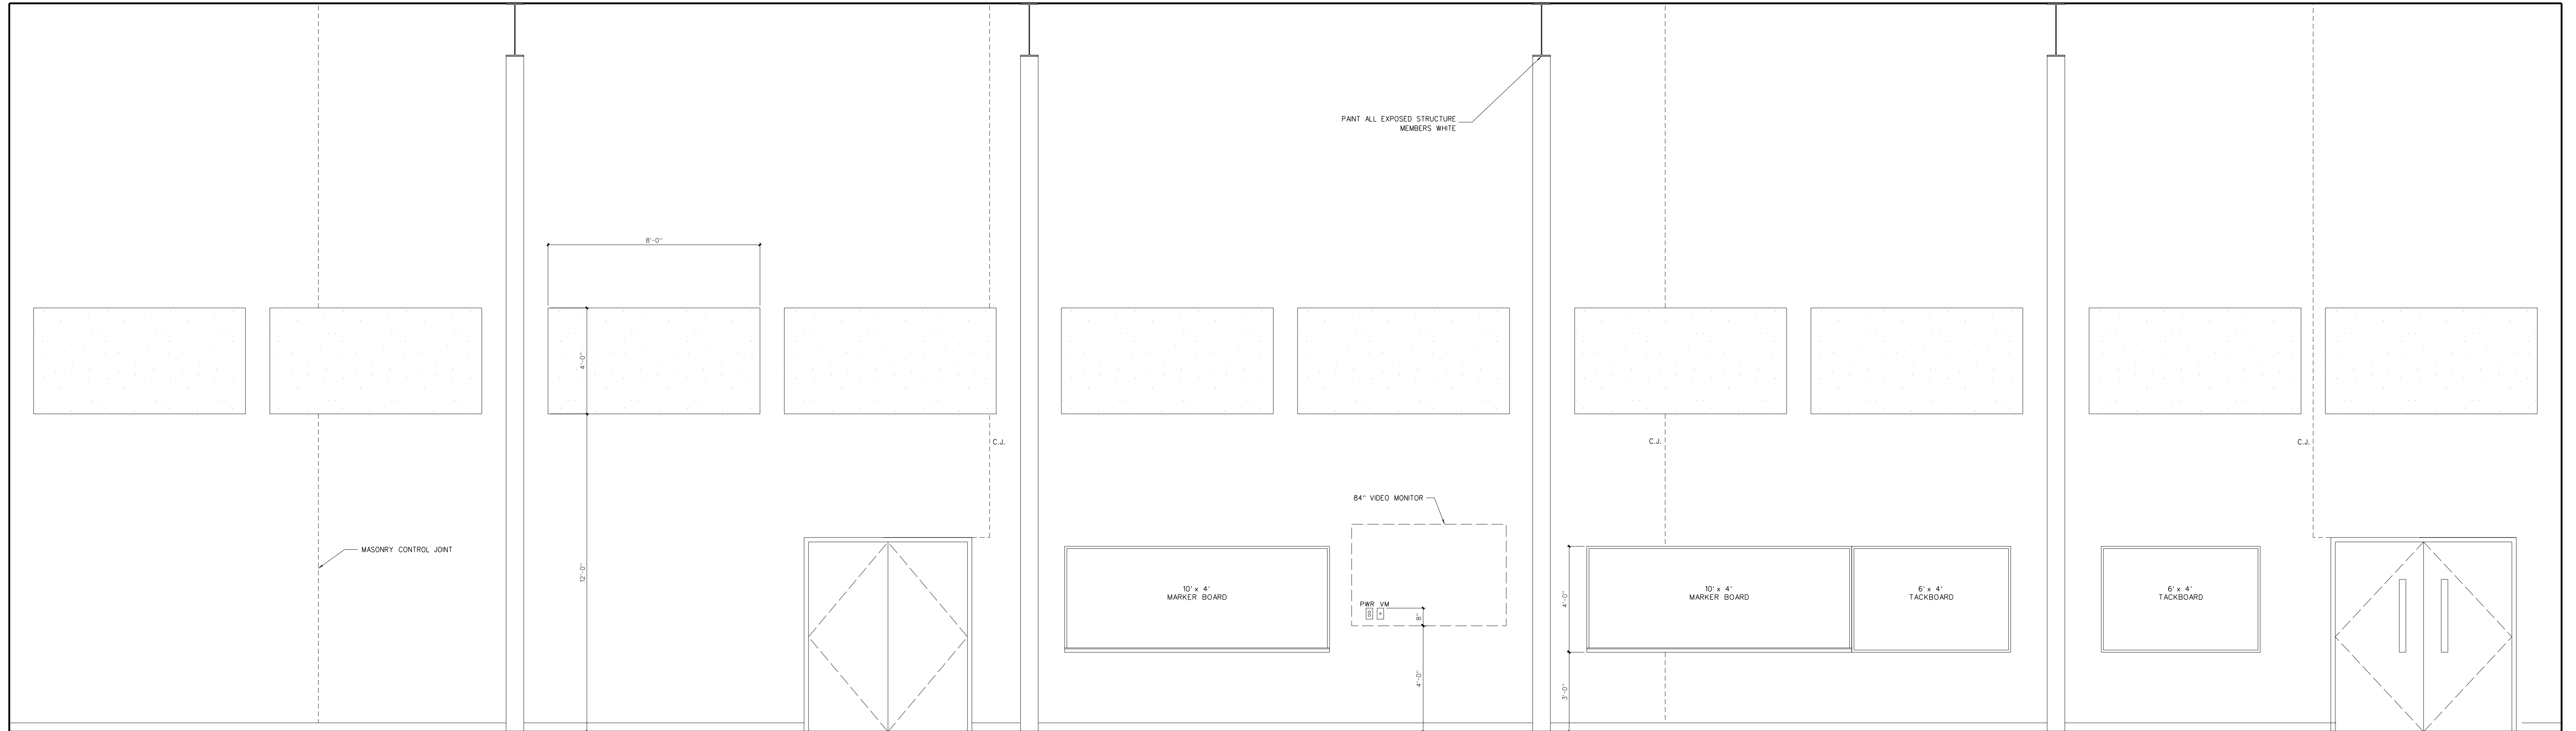 PAINT ALL EXPOSED STRUCTURE
MEMBERS WHITE
8'-0"
4'-0"
C.J.
C.J.
C.J.
84" VIDEO MONITOR
MASONRY CONTROL JOINT
12'-0"
10' x 4'
MARKER BOARD
PWR VM
8"
4'-0"
4'-0"
3'-0"
10' x 4'
MARKER BOARD
6' x 4'
TACKBOARD
6' x 4'
TACKBOARD